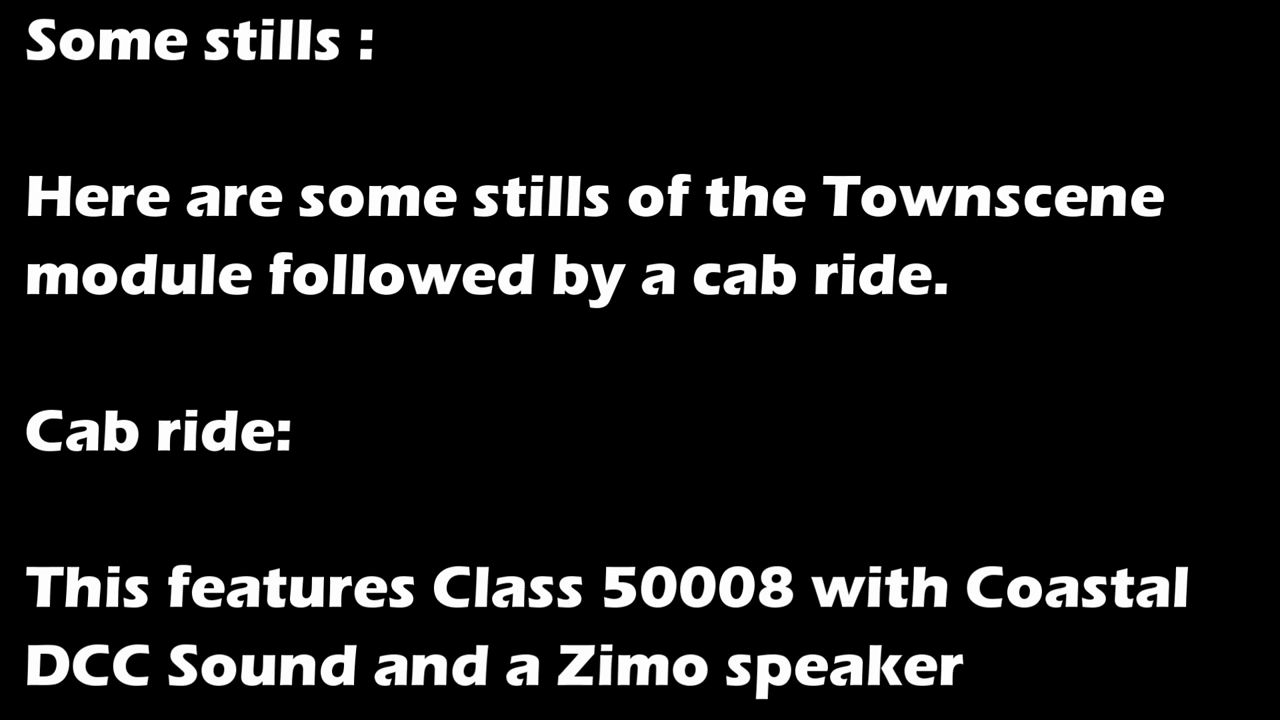 Some stills :
Here are some stills of the Townscene
module followed by a cab ride.
Cab ride:
This features Class 50008 with Coastal
DCC Sound and a Zimo speaker